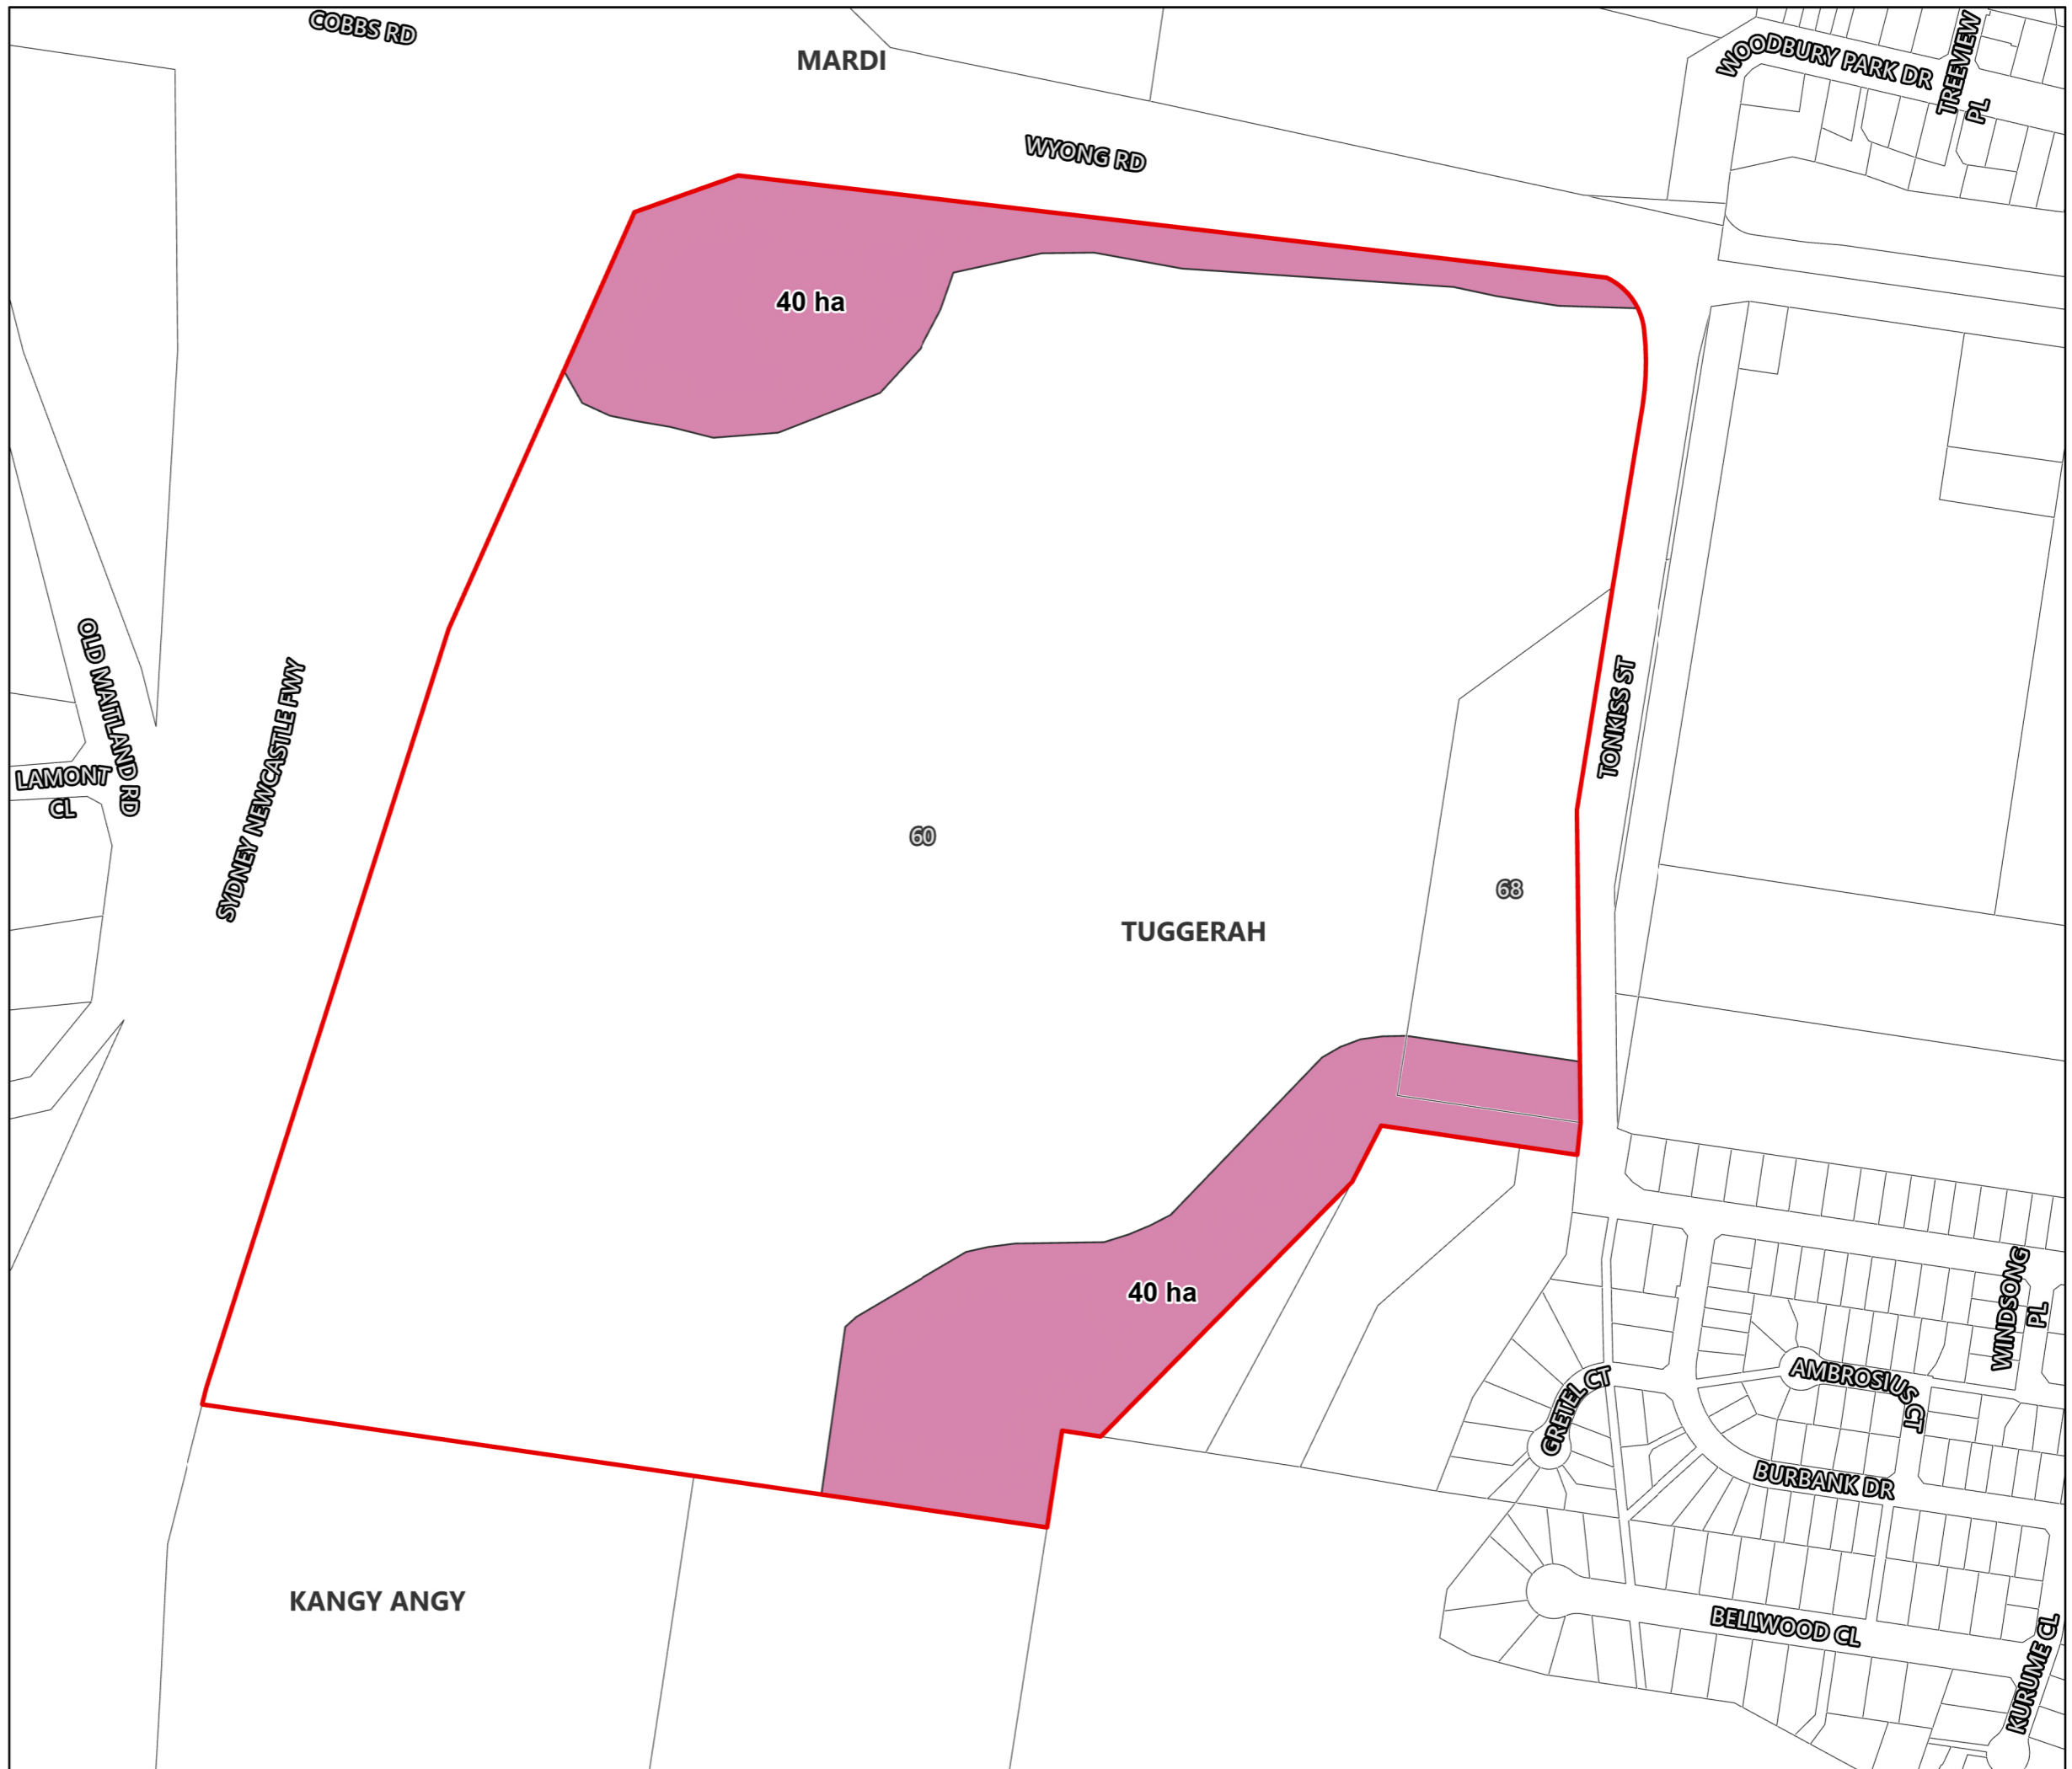 COBBS RD
MARDI
WOODBURY PARK DR
TREEVIEW
PL
WYONG RD
40 ha
OLD MAITLAND RD
SYDNEY NEWCASTLE FWY
TONKISS ST
LAMONT
CL
60
68
TUGGERAH
40 ha
WINDSONG
PL
GRETEL CT
AMBROSIUS CT
BURBANK DR
KANGY ANGY
BELLWOOD CL
KURUME CL